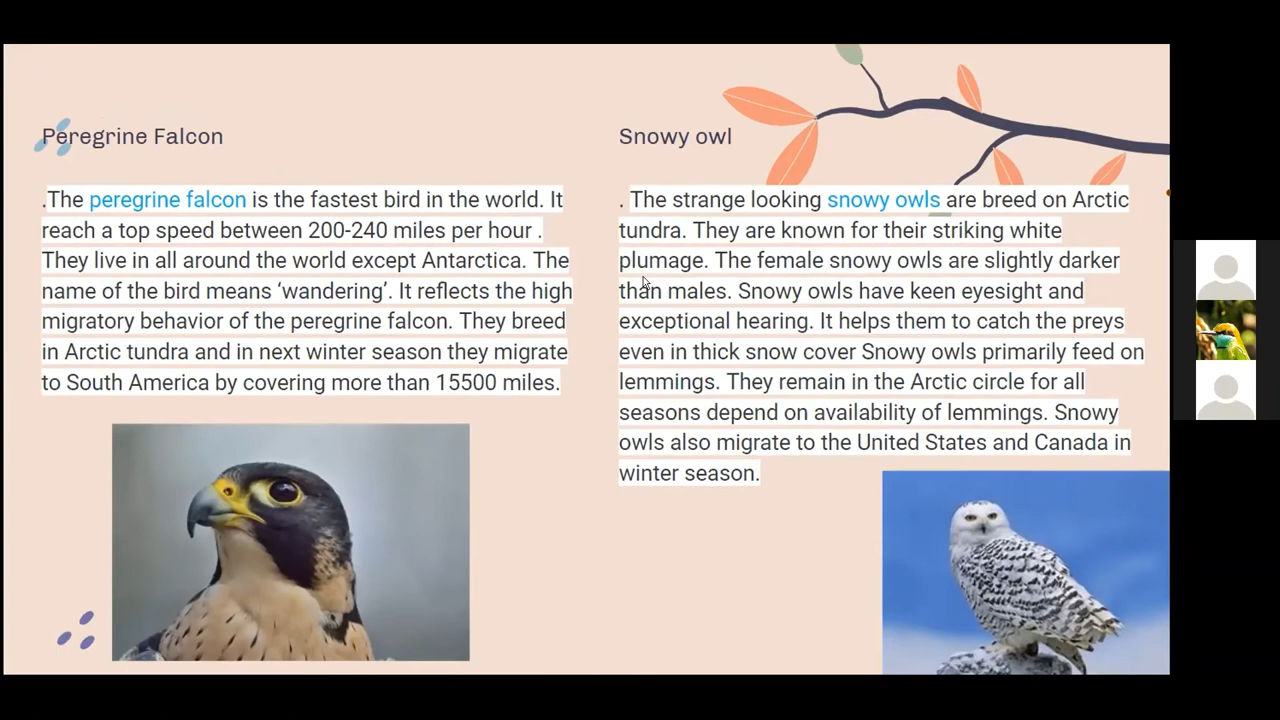 Peregrine Falcon
.The peregrine falcon is the fastest bird in the world. It
reach a top speed between 200-240 miles per hour .
They live in all around the world except Antarctica. The
name of the bird means ‘wandering’. It reflects the high
migratory behavior of the peregrine falcon. They breed
in Arctic tundra and in next winter season they migrate
to South America by covering more than 15500 miles.
Snowy owl
. The strange looking snowy owls are breed on Arctic
tundra. They are known for their striking white
plumage. The female snowy owls are slightly darker
than males. Snowy owls have keen eyesight and
exceptional hearing. It helps them to catch the preys
even in thick snow cover Snowy owls primarily feed on
lemmings. They remain in the Arctic circle for all
seasons depend on availability of lemmings. Snowy
owls also migrate to the United States and Canada in
winter season.